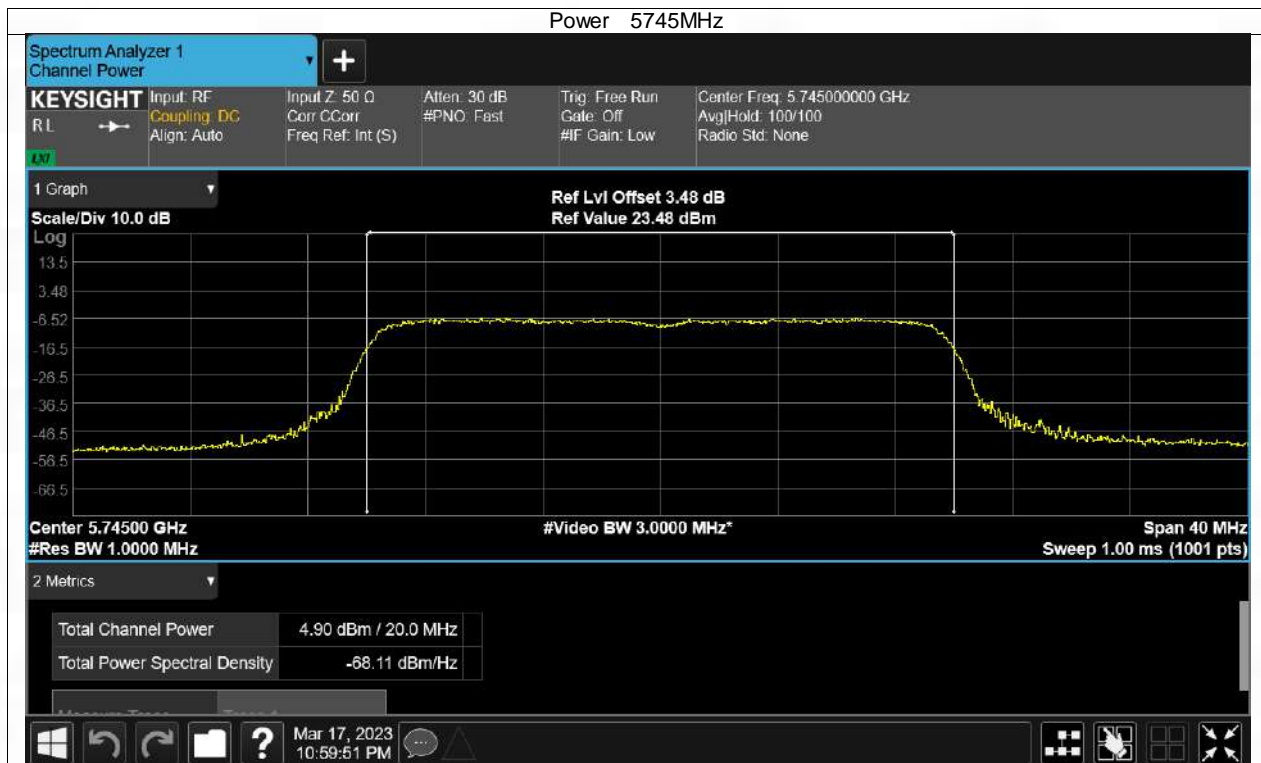 Power 5745MHz
Spectrum Analyzer 1
Channel Power
+
KEYSIGHT
RL
LXI
Input: RF
Coupling: DC
Align: Auto
Input Z: 50 Ω
Corr CCorr
Freq Ref: Int (S)
Atten: 30 dB
#PNO: Fast
Trig: Free Run
Gate: Off
#IF Gain: Low
Center Freq: 5.745000000 GHz
Avg|Hold: 100/100
Radio Std: None
1 Graph
Ref Lvl Offset 3.48 dB
Scale/Div 10.0 dB
Ref Value 23.48 dBm
Log
13.5
3.48
-6.52
-16.5
-26.5
-36.5
-46.5
-56.5
-66.5
Center 5.74500 GHz
#Video BW 3.0000 MHz*
Span 40 MHz
#Res BW 1.0000 MHz
Sweep 1.00 ms (1001 pts)
2 Metrics
Total Channel Power 4.90 dBm / 20.0 MHz
Total Power Spectral Density -68.11 dBm/Hz
?
Mar 17, 2023
10:59:51 PM